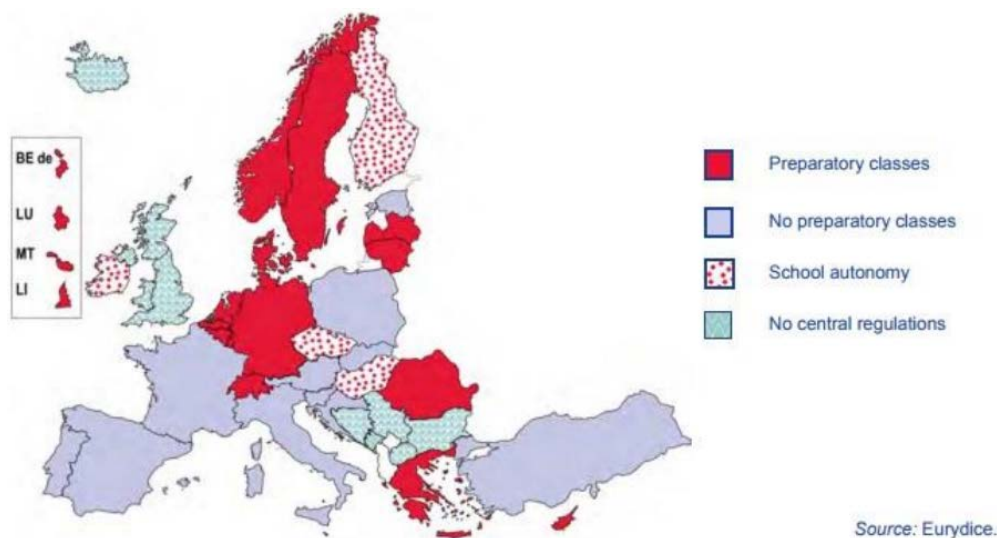 BE de
LU
MT
LI
Preparatory classes
No preparatory classes
School autonomy
No central regulations
Source: Eurydice.